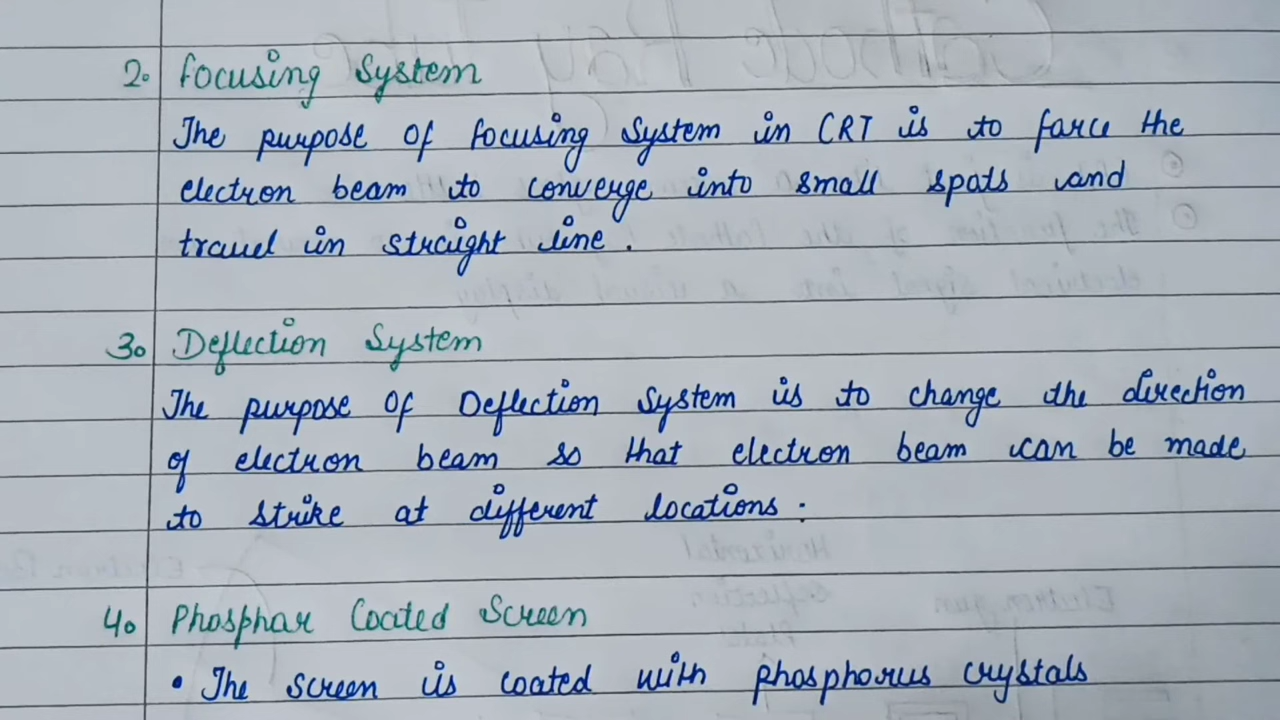 2. Focusing System
The purpose of focusing System in CRT is to force the
electron beam to converge into small spots and
travel in straight line.
3. Deflection System
The purpose of Deflection System is to change the direction
of electron beam so that electron beam can be made
to strike at different locations.
4. Phosphor Coated Screen
• The screen is coated with phosphorus crystals